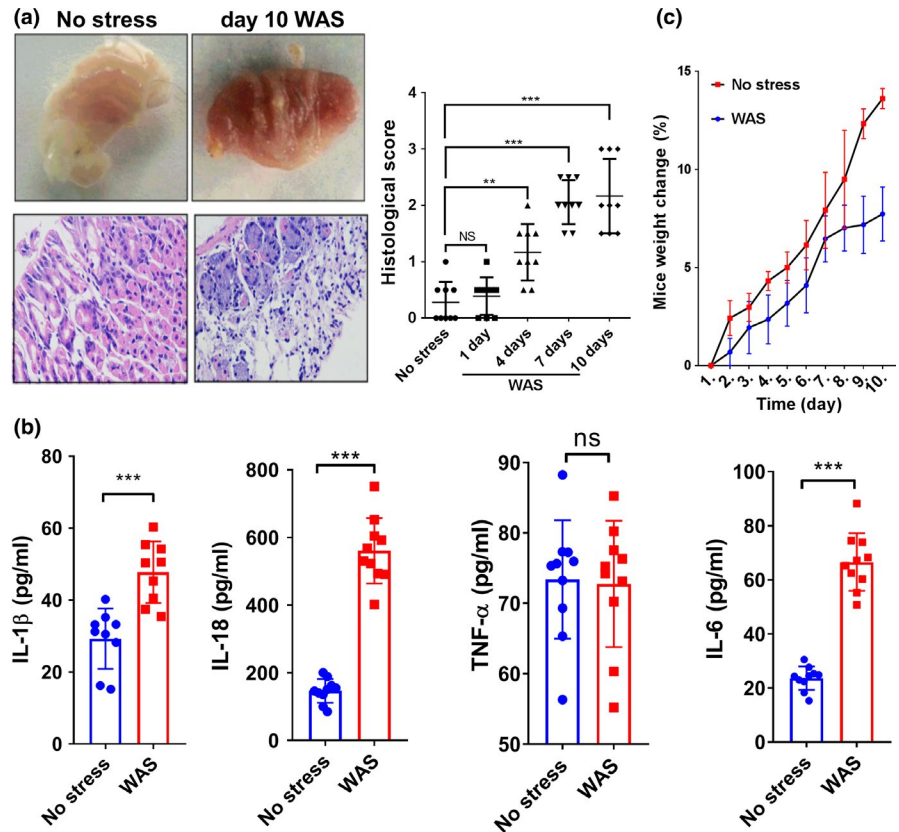 (a)
No stress
day 10 WAS
Histological score
4
3
2
1
0
***
***
**
NS
No stress
1 day
4 days
7 days
10 days
WAS
(c)
Mice weight change (%)
15
10
5
0
No stress
WAS
1.
2.
3.
4.
5.
6.
7.
8.
9.
10.
Time (day)
(b)
IL-1β (pg/ml)
80
60
40
20
0
***
No stress
WAS
IL-18 (pg/ml)
800
600
400
200
0
***
No stress
WAS
TNF-α (pg/ml)
90
80
70
60
50
ns
No stress
WAS
IL-6 (pg/ml)
100
80
60
40
20
0
***
No stress
WAS